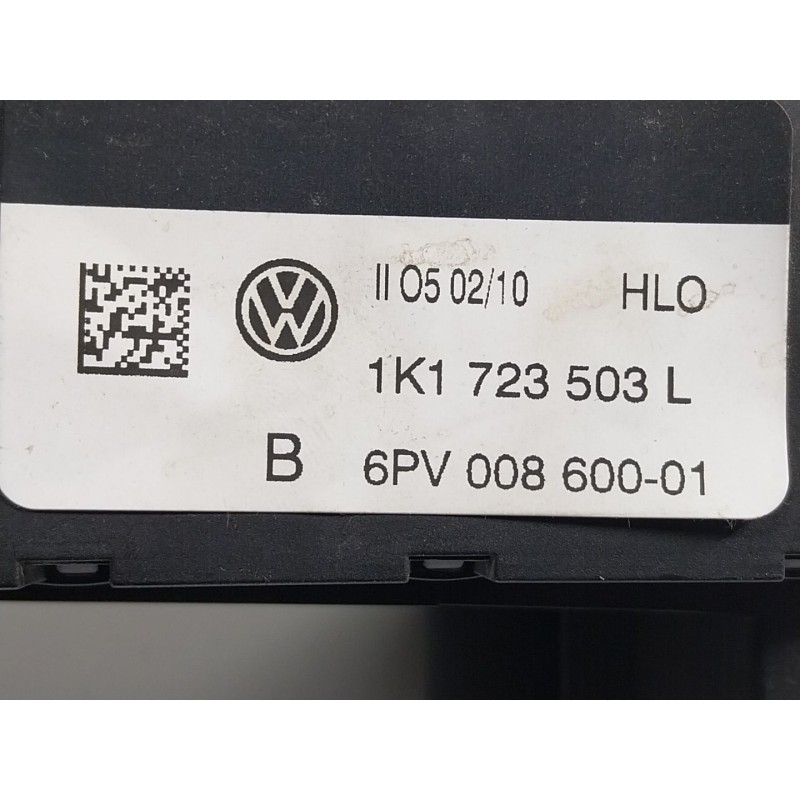 II 05 02/10 HLO
1K1 723 503 L
B 6PV 008 600-01